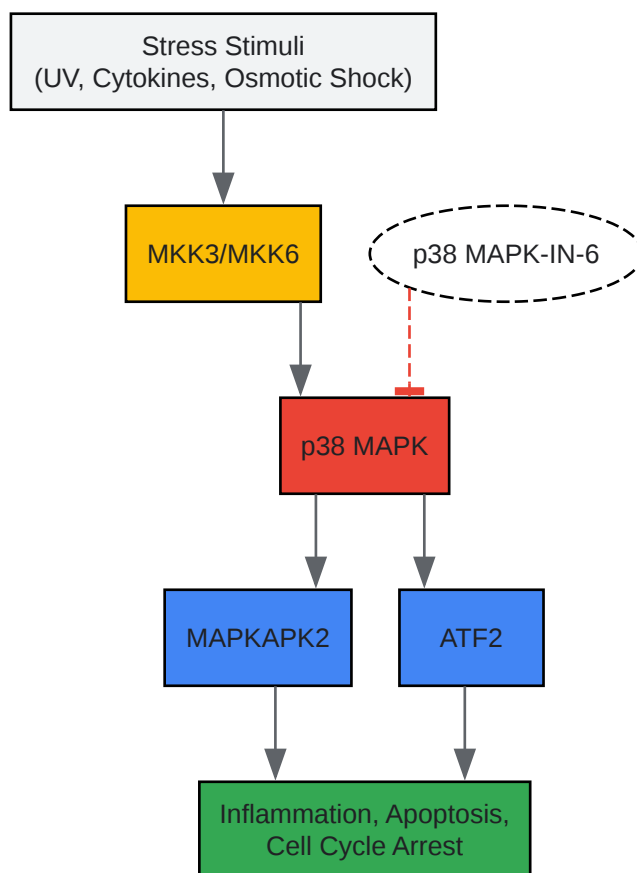 Stress Stimuli
(UV, Cytokines, Osmotic Shock)
MKK3/MKK6
p38 MAPK-IN-6
p38 MAPK
MAPKAPK2
ATF2
Inflammation, Apoptosis,
Cell Cycle Arrest